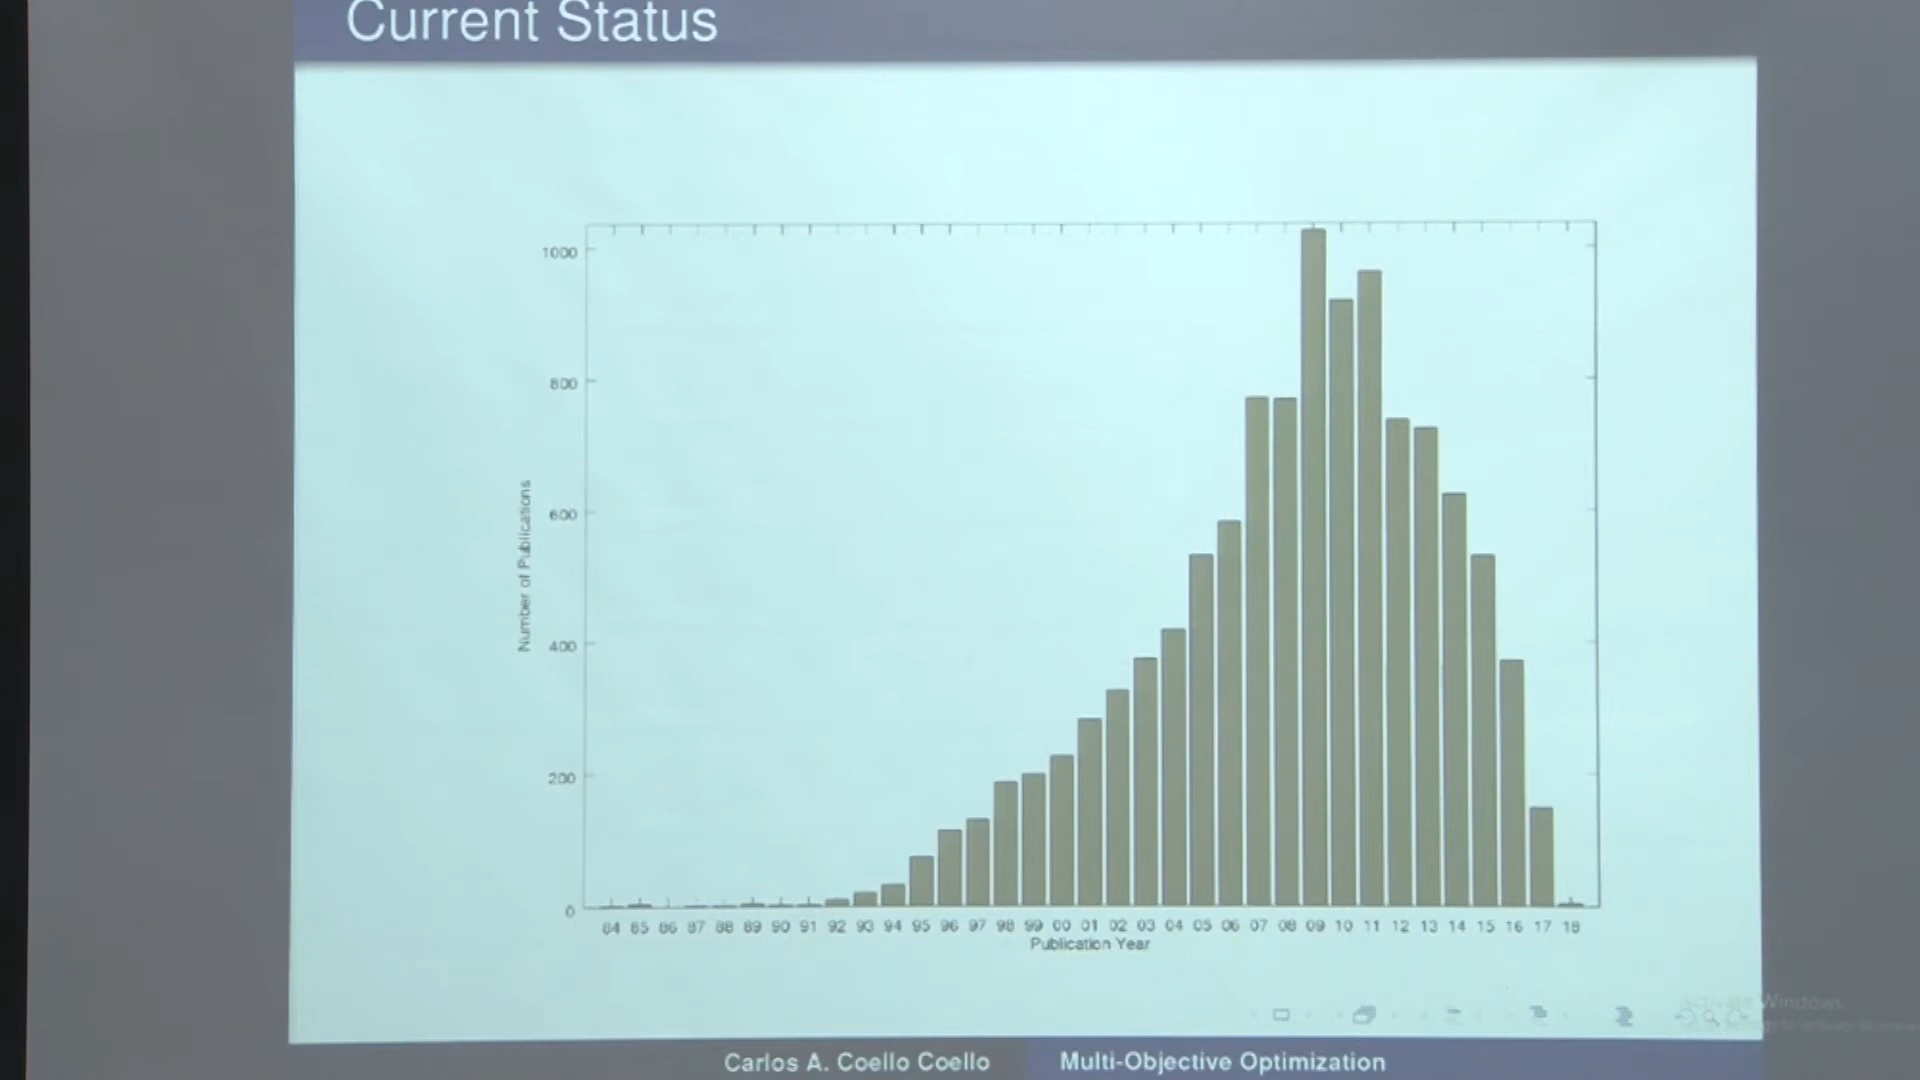 Current Status
1000
800
600
400
200
0
Number of Publications
84 85 86 87 88 89 90 91 92 93 94 95 96 97 98 99 00 01 02 03 04 05 06 07 08 09 10 11 12 13 14 15 16 17 18
Publication Year
Windows
Carlos A. Coello Coello Multi-Objective Optimization